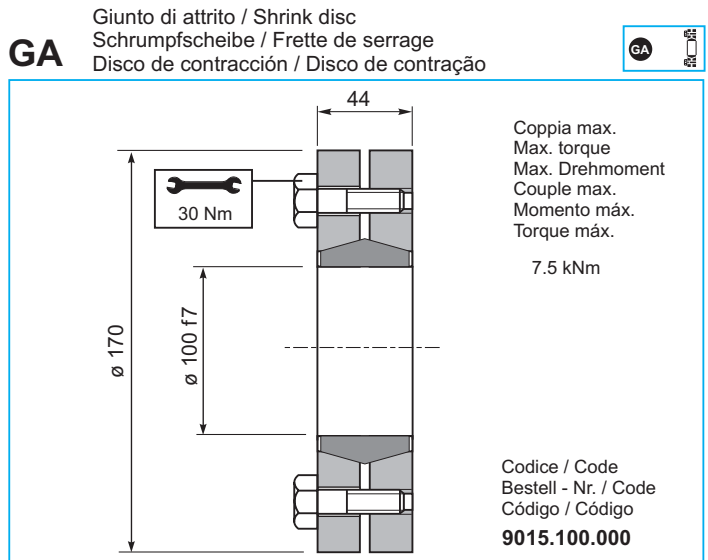 GA
Giunto di attrito / Shrink disc
Schrumpfscheibe / Frette de serrage
Disco de contracción / Disco de contração
GA
44
30 Nm
ø 170
ø 100 f7
Coppia max.
Max. torque
Max. Drehmoment
Couple max.
Momento máx.
Torque máx.
7.5 kNm
Codice / Code
Bestell - Nr. / Code
Código / Código
9015.100.000